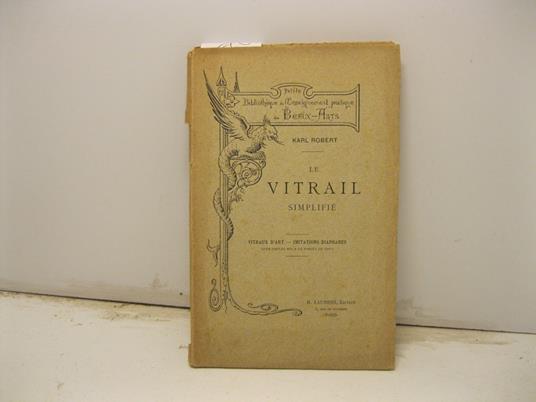 Petite
Bibliothèque de l'Enseignement pratique
des Beaux-Arts
KARL ROBERT
LE
VITRAIL
SIMPLIFIÉ
VITRAUX D'ART. — IMITATIONS DIAPHANES
H. LAURENS, ÉDITEUR
PARIS